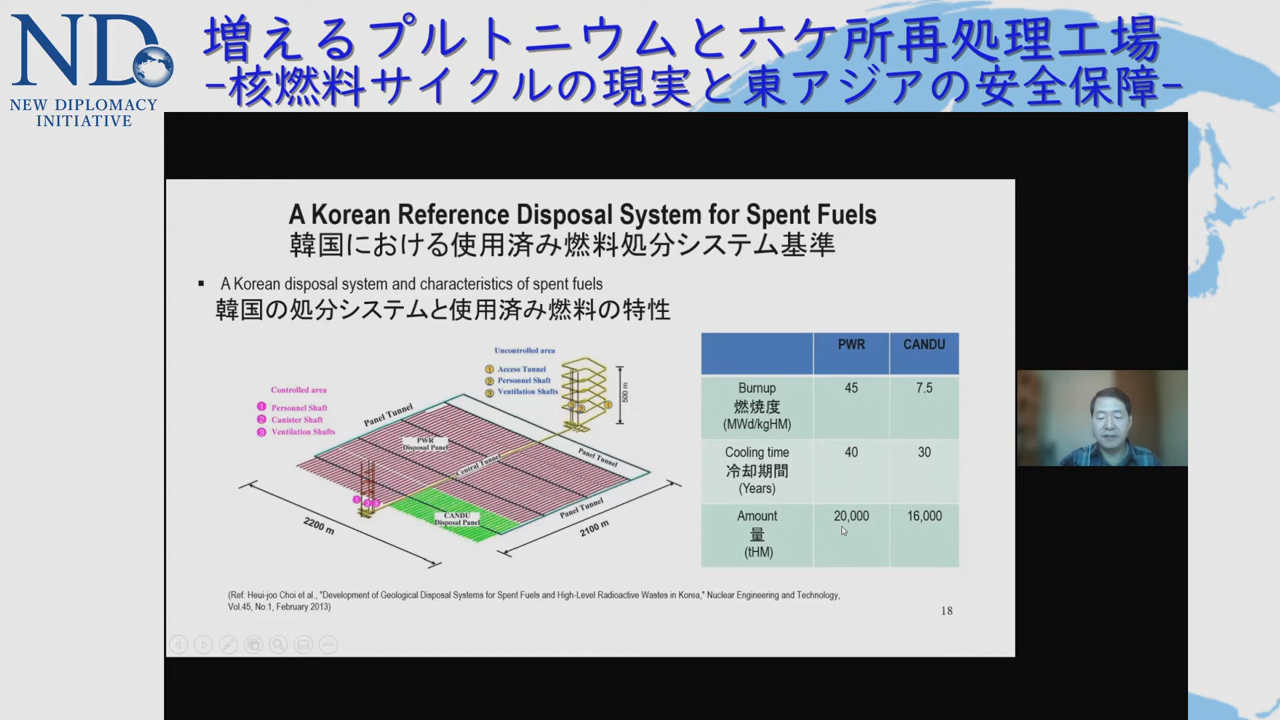 NEW DIPLOMACY
INITIATIVE
増えるプルトニウムと六ケ所再処理工場
-核燃料サイクルの現実と東アジアの安全保障-
A Korean Reference Disposal System for Spent Fuels
韓国における使用済み燃料処分システム基準
▪ A Korean disposal system and characteristics of spent fuels
韓国の処分システムと使用済み燃料の特性
Uncontrolled area
① Access Tunnel
② Personnel Shaft
③ Ventilation Shafts
500 m
Controlled area
❶ Personnel Shaft
❷ Canister Shaft
❸ Ventilation Shafts
Panel Tunnel
PWR
Disposal Panel
Central Tunnel
Panel Tunnel
CANDU
Disposal Panel
Panel Tunnel
2200 m
2100 m
PWR CANDU
Burnup
燃焼度
(MWd/kgHM)
45 7.5
Cooling time
冷却期間
(Years)
40 30
Amount
量
(tHM)
20,000 16,000
(Ref: Heui-joo Choi et al., "Development of Geological Disposal Systems for Spent Fuels and High-Level Radioactive Wastes in Korea," Nuclear Engineering and Technology,
Vol.45, No.1, February 2013)
18